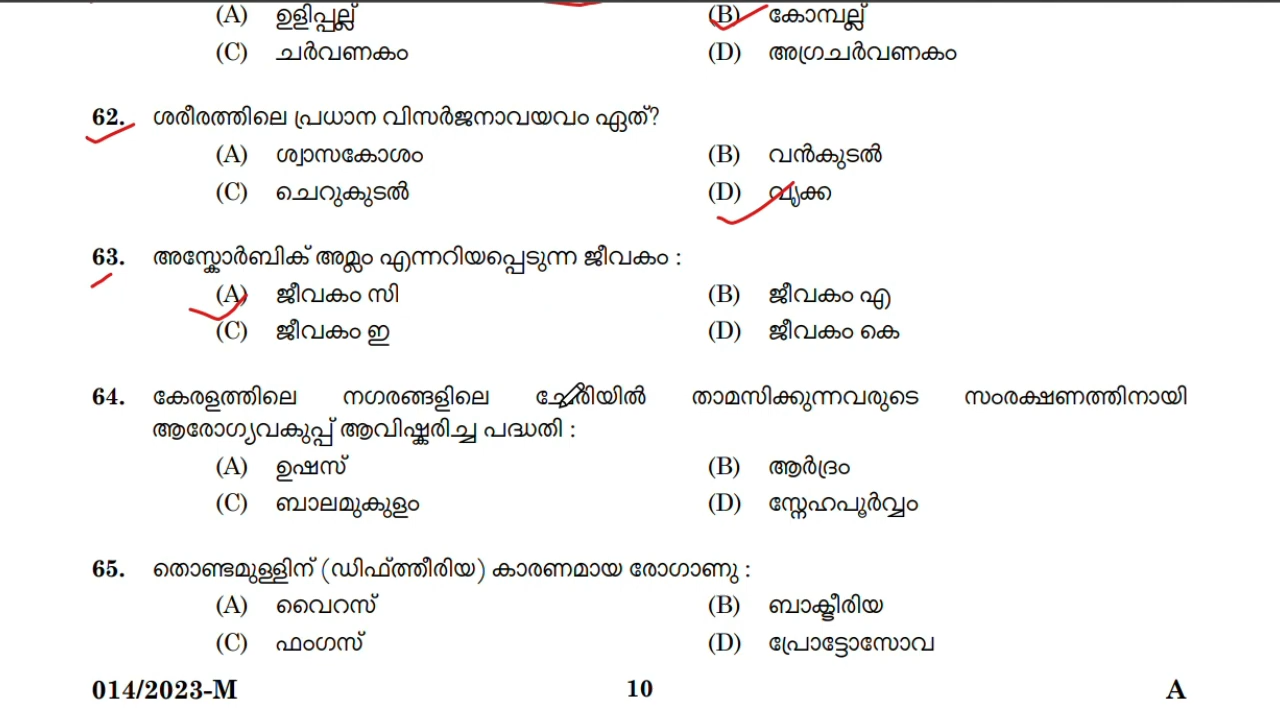 (A) ഉളിപ്പല്ല് (B) കോമ്പല്ല്
(C) ചർവണകം (D) അഗ്രചർവണകം
62. ശരീരത്തിലെ പ്രധാന വിസർജനാവയവം ഏത്?
(A) ശ്വാസകോശം (B) വൻകുടൽ
(C) ചെറുകുടൽ (D) വൃക്ക
63. അസ്കോർബിക് അമ്ലം എന്നറിയപ്പെടുന്ന ജീവകം :
(A) ജീവകം സി (B) ജീവകം എ
(C) ജീവകം ഇ (D) ജീവകം കെ
64. കേരളത്തിലെ നഗരങ്ങളിലെ ചേരിയിൽ താമസിക്കുന്നവരുടെ സംരക്ഷണത്തിനായി
ആരോഗ്യവകുപ്പ് ആവിഷ്കരിച്ച പദ്ധതി :
(A) ഉഷസ് (B) ആർദ്രം
(C) ബാലമുകുളം (D) സ്നേഹപൂർവ്വം
65. തൊണ്ടമുള്ളിന് (ഡിഫ്ത്തീരിയ) കാരണമായ രോഗാണു :
(A) വൈറസ് (B) ബാക്ടീരിയ
(C) ഫംഗസ് (D) പ്രോട്ടോസോവ
014/2023-M 10 A